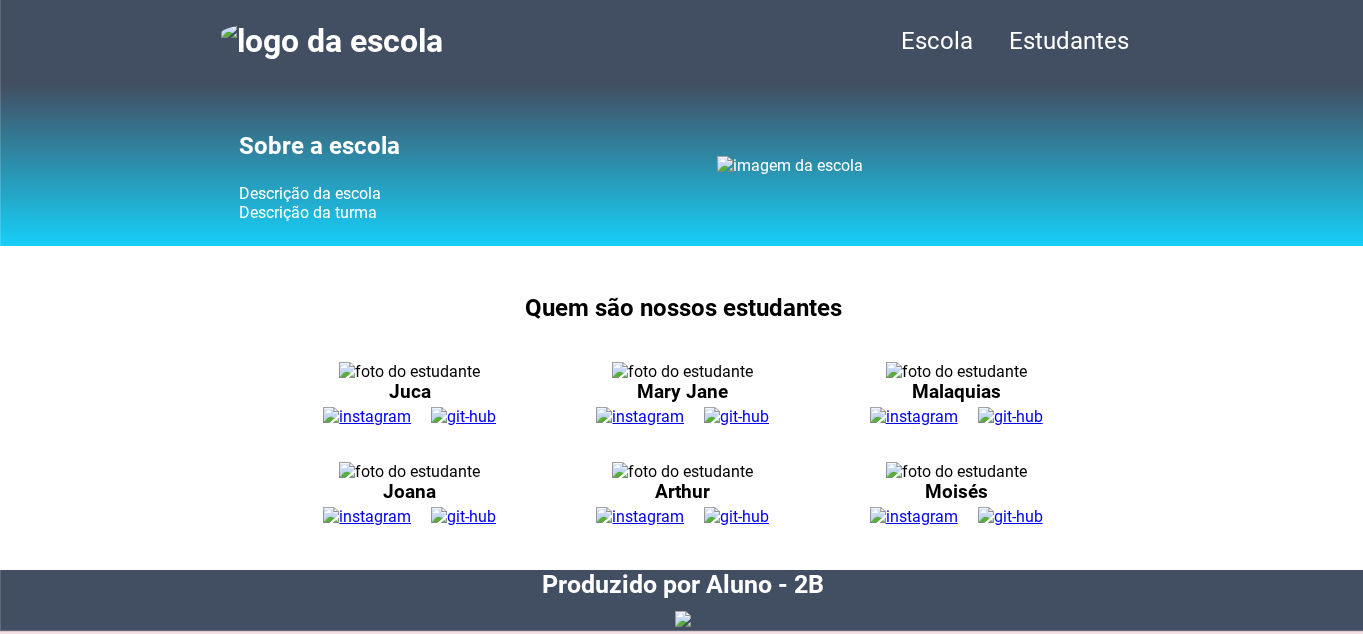 logo da escola
Escola Estudantes
Sobre a escola
imagem da escola
Descrição da escola
Descrição da turma
Quem são nossos estudantes
foto do estudante foto do estudante foto do estudante
Juca Mary Jane Malaquias
instagram git-hub instagram git-hub instagram git-hub
foto do estudante foto do estudante foto do estudante
Joana Arthur Moisés
instagram git-hub instagram git-hub instagram git-hub
Produzido por Aluno - 2B